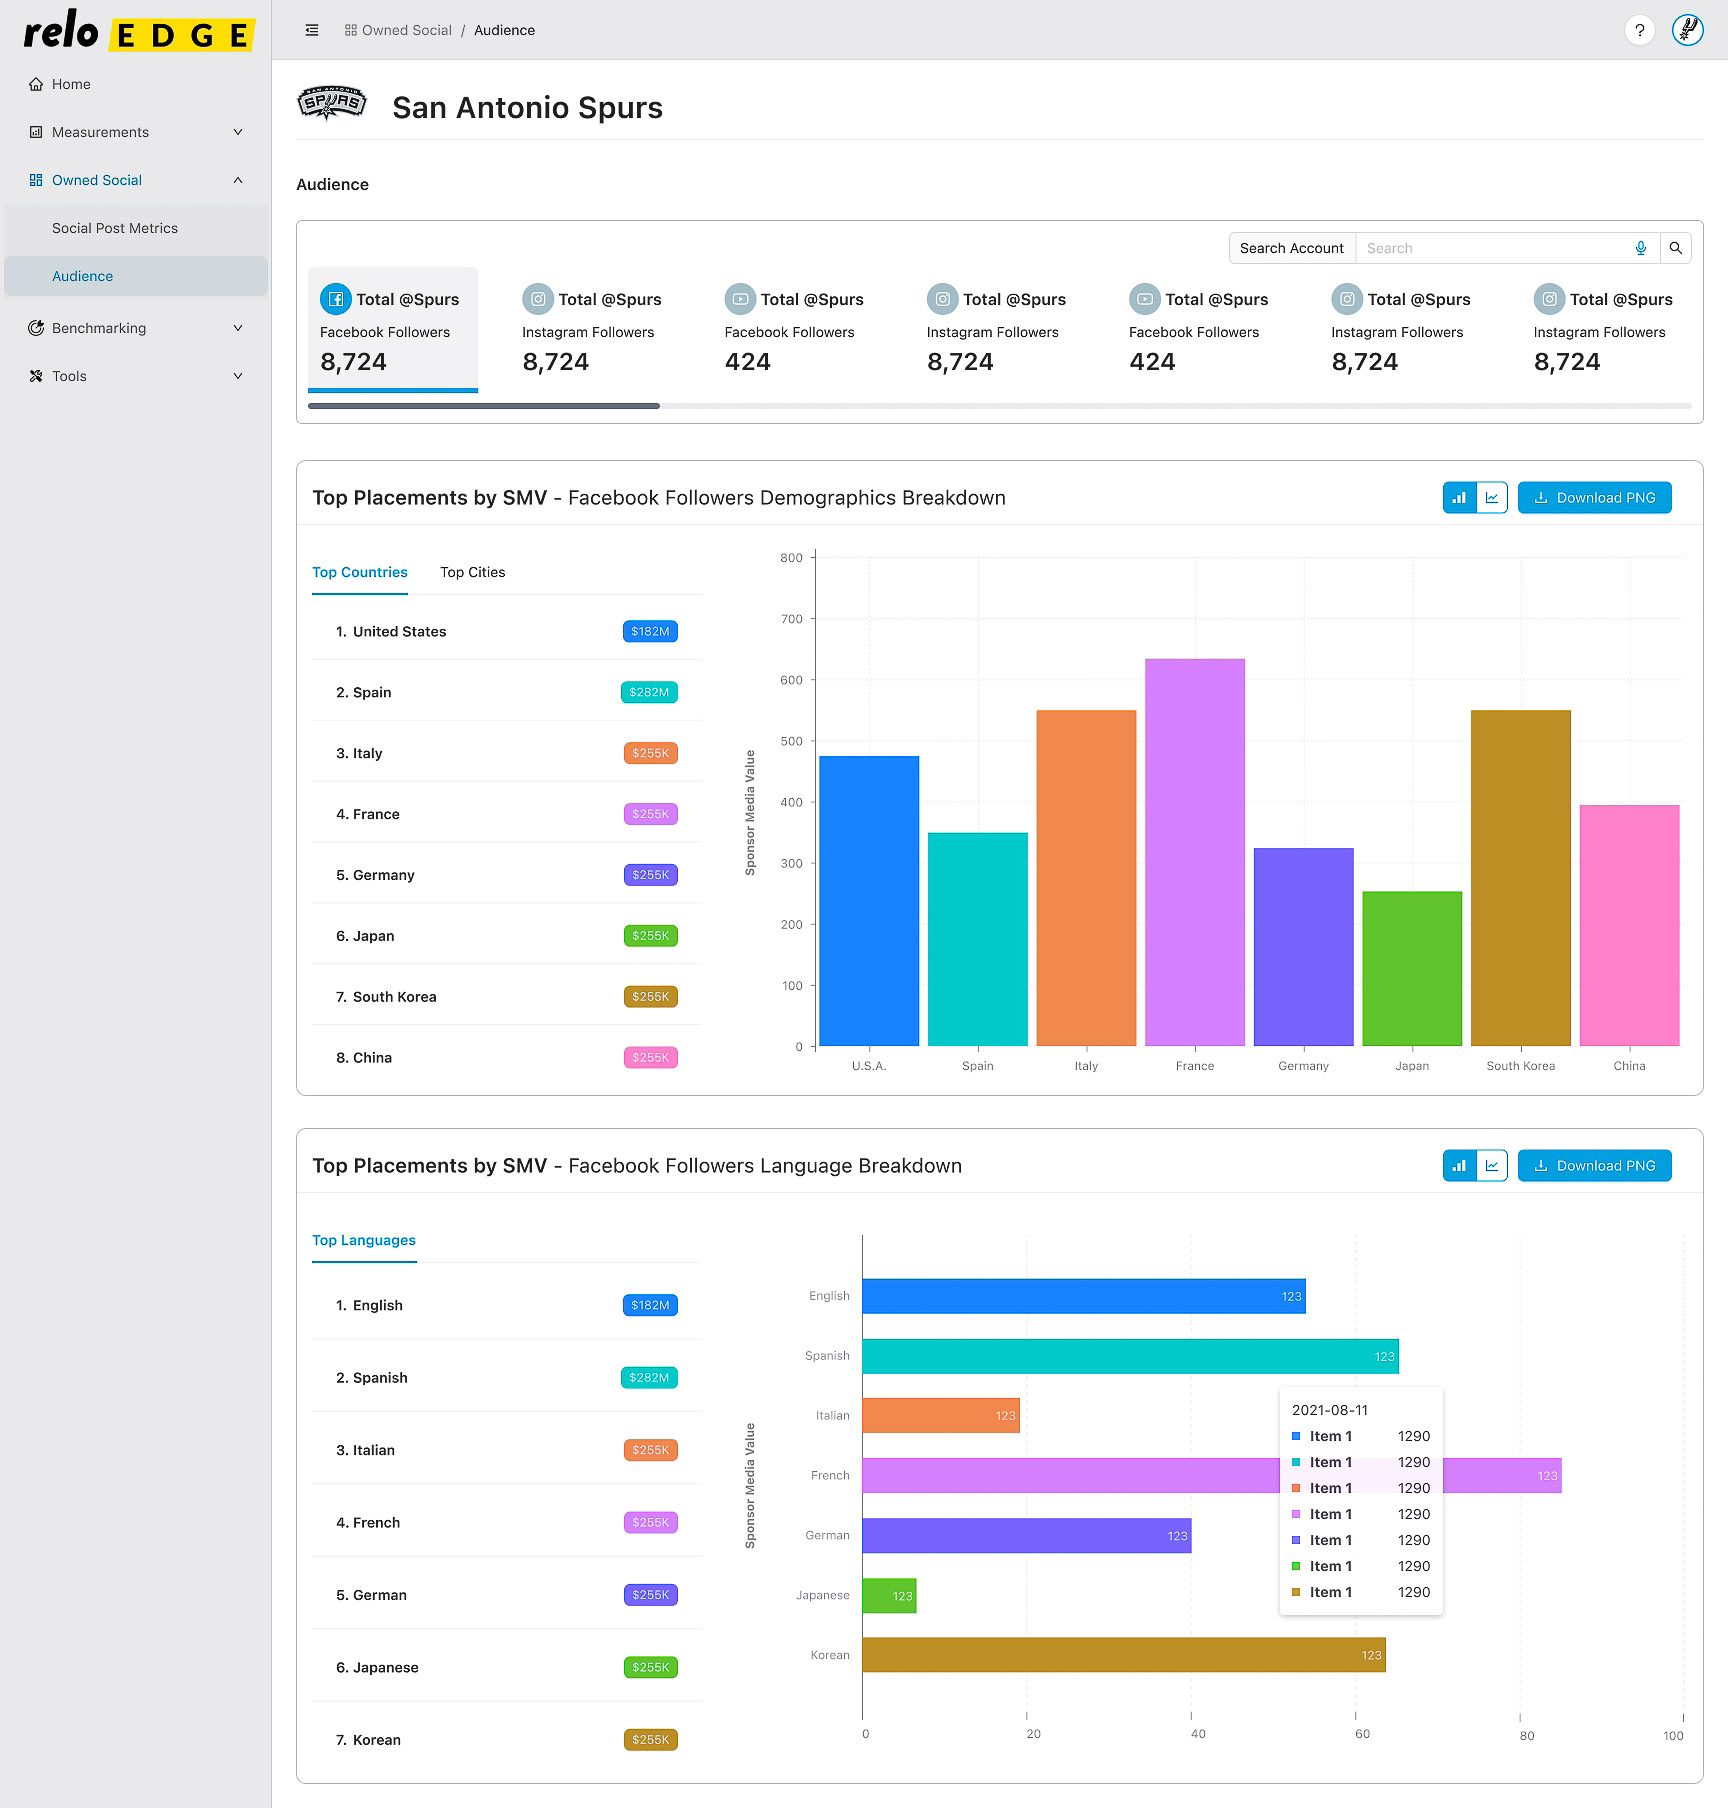 relo EDGE
Home
Measurements
Owned Social
Social Post Metrics
Audience
Benchmarking
Tools
Owned Social / Audience
?
SAN ANTONIO
SPURS
San Antonio Spurs
Audience
Search Account
Search
Total @Spurs
Facebook Followers
8,724
Total @Spurs
Instagram Followers
8,724
Total @Spurs
Facebook Followers
424
Total @Spurs
Instagram Followers
8,724
Total @Spurs
Facebook Followers
424
Total @Spurs
Instagram Followers
8,724
Total @Spurs
Instagram Followers
8,724
Top Placements by SMV - Facebook Followers Demographics Breakdown
Download PNG
Top Countries
Top Cities
1. United States $182M
2. Spain $282M
3. Italy $255K
4. France $255K
5. Germany $255K
6. Japan $255K
7. South Korea $255K
8. China $255K
Sponsor Media Value
800
700
600
500
400
300
200
100
0
U.S.A. Spain Italy France Germany Japan South Korea China
Top Placements by SMV - Facebook Followers Language Breakdown
Download PNG
Top Languages
1. English $182M
2. Spanish $282M
3. Italian $255K
4. French $255K
5. German $255K
6. Japanese $255K
7. Korean $255K
Sponsor Media Value
English 123
Spanish 123
Italian 123
French 123
German 123
Japanese 123
Korean 123
0 20 40 60 80 100
2021-08-11
Item 1 1290
Item 1 1290
Item 1 1290
Item 1 1290
Item 1 1290
Item 1 1290
Item 1 1290